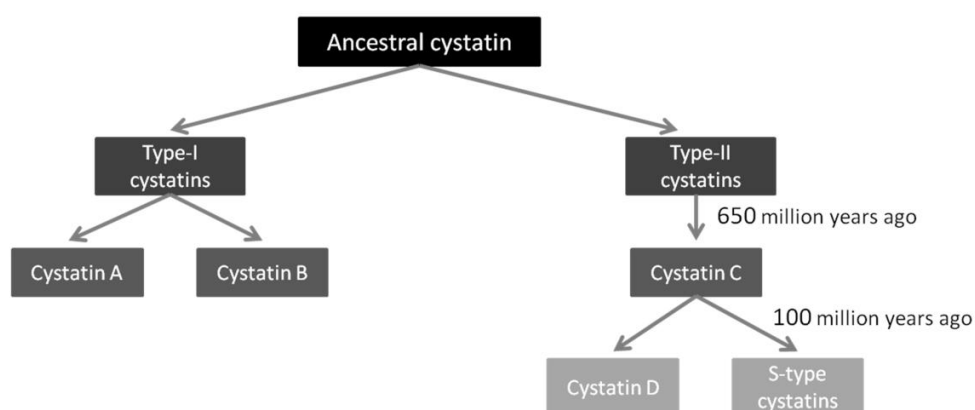 Ancestral cystatin
Type-I
cystatins
Type-II
cystatins
650 million years ago
Cystatin A
Cystatin B
Cystatin C
100 million years ago
Cystatin D
S-type
cystatins